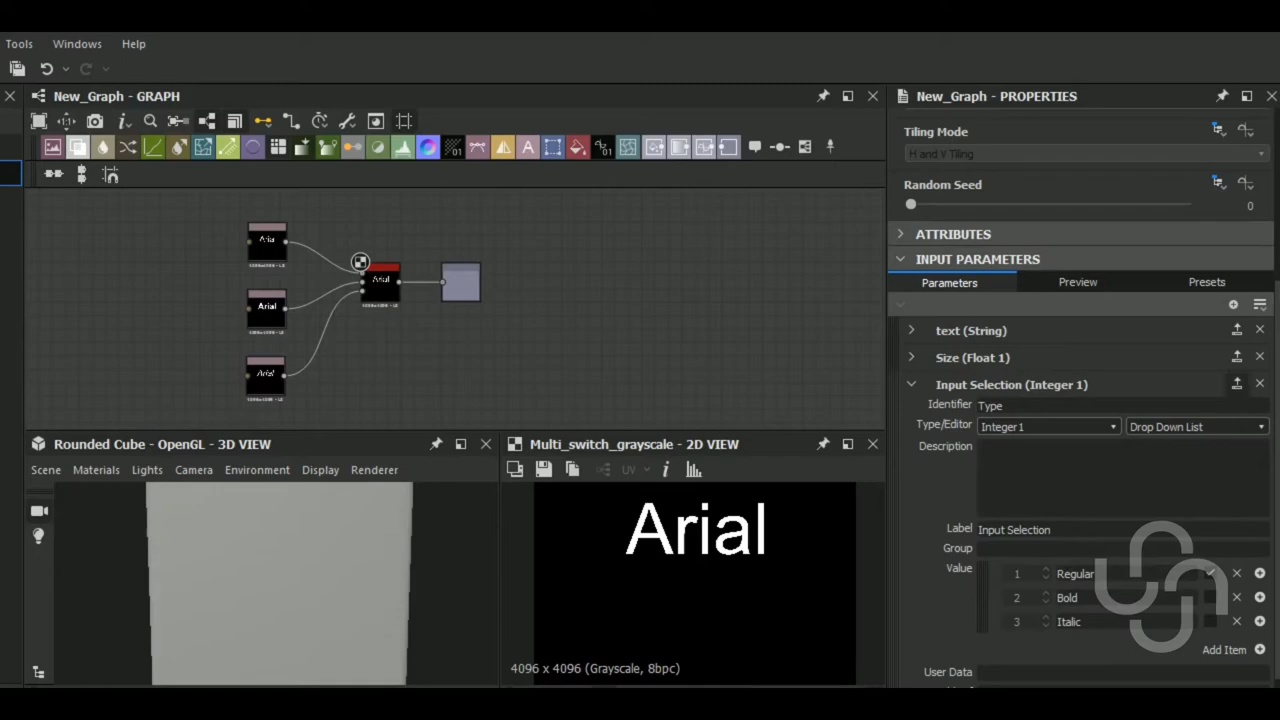 Tools Windows Help
New_Graph - GRAPH
New_Graph - PROPERTIES
Tiling Mode
H and V Tiling
Random Seed
0
ATTRIBUTES
INPUT PARAMETERS
Parameters Preview Presets
text (String)
Size (Float 1)
Input Selection (Integer 1)
Identifier Type
Type/Editor Integer1 Drop Down List
Description
Label Input Selection
Group
Value 1 Regular
2 Bold
3 Italic
Add Item
User Data
Arial
Arial
Arial
Arial
Rounded Cube - OpenGL - 3D VIEW
Scene Materials Lights Camera Environment Display Renderer
Multi_switch_grayscale - 2D VIEW
UV
Arial
4096 x 4096 (Grayscale, 8bpc)